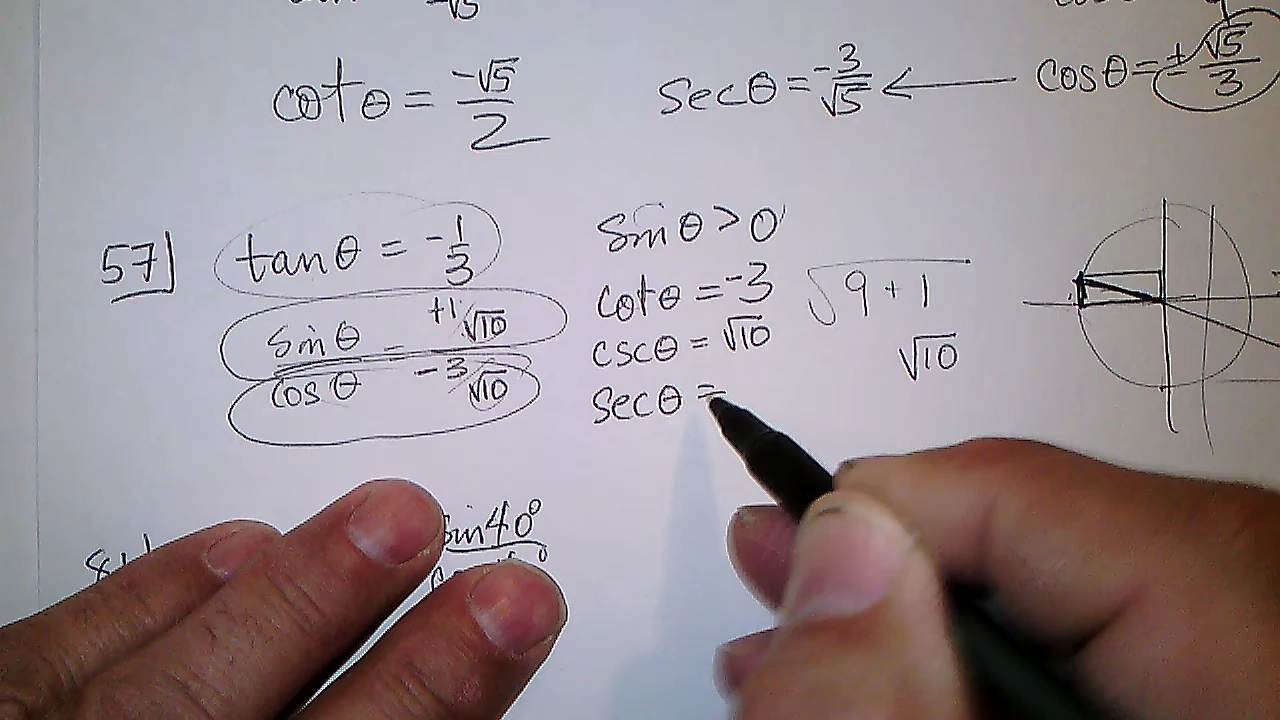 -√5
cot θ = -√5/2
sec θ = -3/√5 ← cos θ = ± √5/3
57
tan θ = -1/3
sin θ / cos θ = +1/√10 / -3/√10
sin θ > 0
cot θ = -3
csc θ = √10
sec θ =
√9 + 1
√10
sin 40°